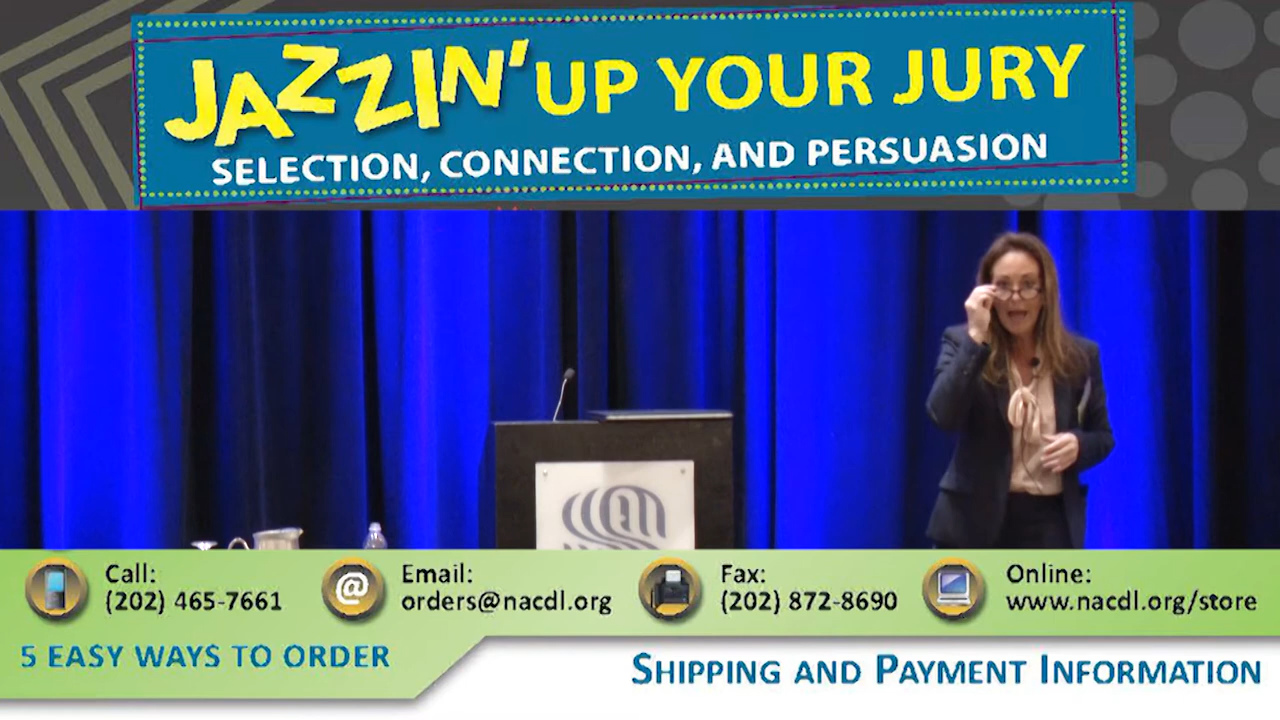 JAZZIN' UP YOUR JURY
SELECTION, CONNECTION, AND PERSUASION
Call:
(202) 465-7661
Email:
orders@nacdl.org
Fax:
(202) 872-8690
Online:
www.nacdl.org/store
5 EASY WAYS TO ORDER
SHIPPING AND PAYMENT INFORMATION